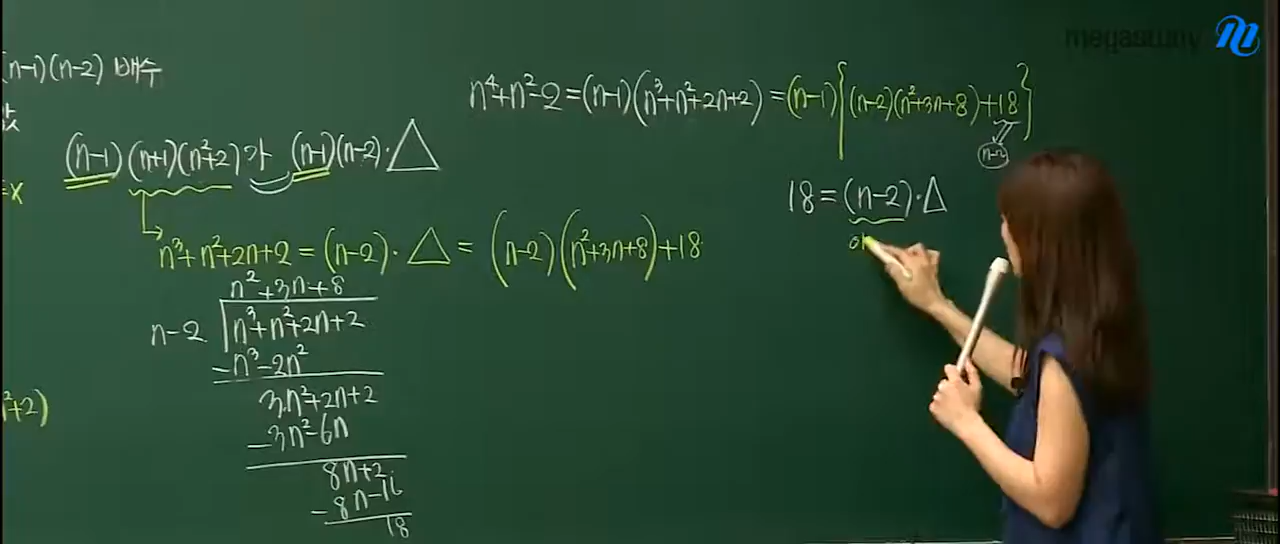 (n-1)(n-2) 배수
(n-1)(n+1)(n²+2)가 (n-1)(n-2)·△
n³+n²+2n+2=(n-2)·△=(n-2)(n²+3n+8)+18
n²+3n+8
n-2 n³+n²+2n+2
-n³-2n²
3n²+2n+2
-3n²-6n
8n+2
-8n-16
18
n²+2)
n⁴+n²-2=(n-1)(n³+n²+2n+2)=(n-1){(n-2)(n²+3n+8)+18}
18=(n-2)·△
megastudy